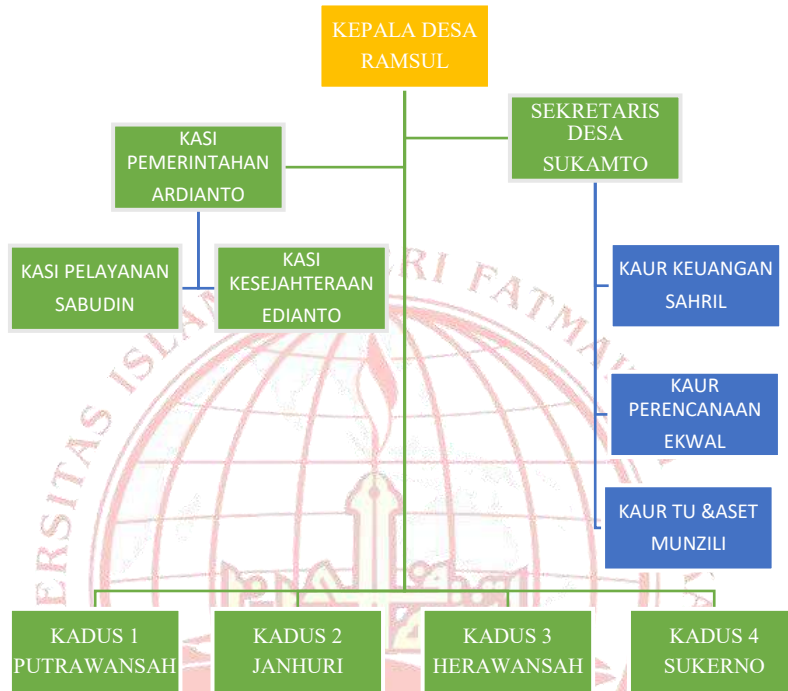 KEPALA DESA
RAMSUL
SEKRETARIS
DESA
SUKAMTO
KASI
PEMERINTAHAN
ARDIANTO
KASI PELAYANAN
SABUDIN
KASI
KESEJAHTERAAN
EDIANTO
KAUR KEUANGAN
SAHRIL
KAUR
PERENCANAAN
EKWAL
KAUR TU &ASET
MUNZILI
KADUS 1
PUTRAWANSAH
KADUS 2
JANHURI
KADUS 3
HERAWANSAH
KADUS 4
SUKERNO